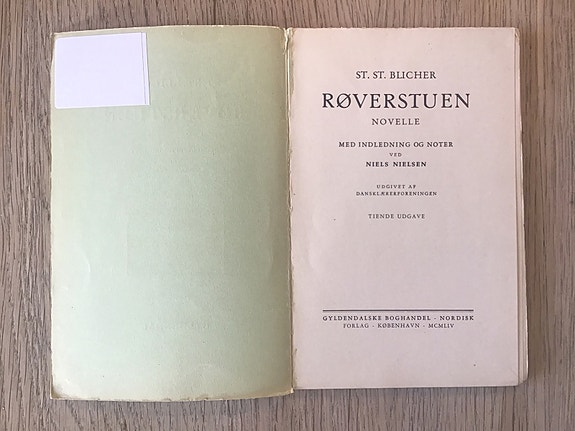 ST. ST. BLICHER
RØVERSTUEN
NOVELLE
MED INDLEDNING OG NOTER
VED
NIELS NIELSEN
UDGIVET AF
DANSKLÆRERFORENINGEN
TIENDE UDGAVE
GYLDENDALSKE BOGHANDEL · NORDISK
FORLAG · KØBENHAVN · MCMLIV